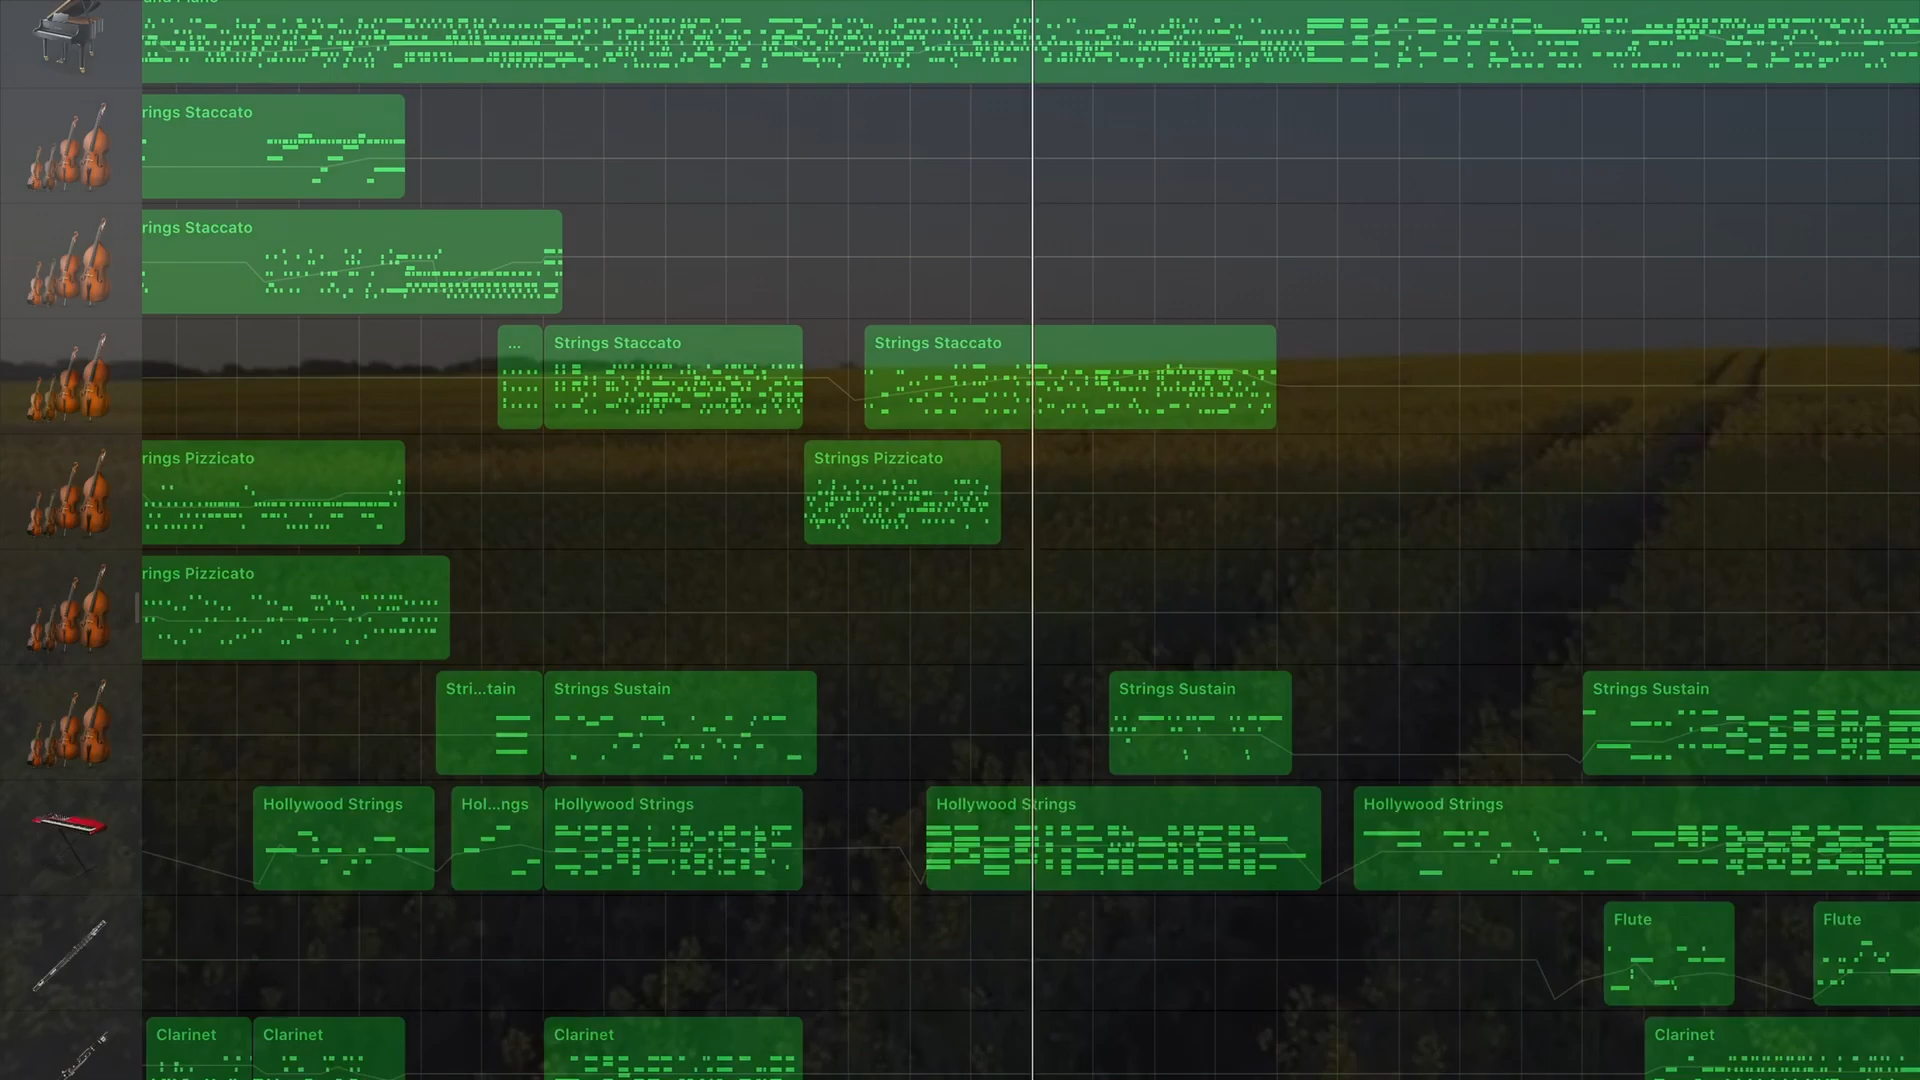 and Piano
rings Staccato
rings Staccato
...
Strings Staccato
Strings Staccato
rings Pizzicato
Strings Pizzicato
rings Pizzicato
Stri...tain
Strings Sustain
Strings Sustain
Strings Sustain
Hollywood Strings
Hol...ngs
Hollywood Strings
Hollywood Strings
Hollywood Strings
Flute
Flute
Clarinet
Clarinet
Clarinet
Clarinet